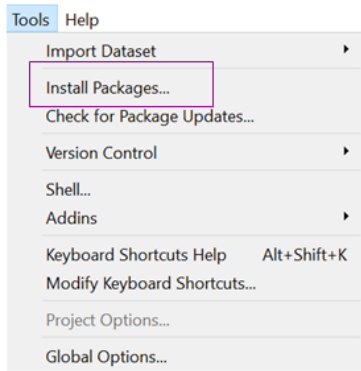 Tools Help
Import Dataset
Install Packages...
Check for Package Updates...
Version Control
Shell...
Addins
Keyboard Shortcuts Help Alt+Shift+K
Modify Keyboard Shortcuts...
Project Options...
Global Options...